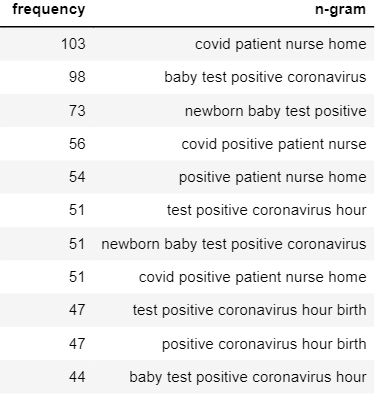 frequency n-gram
103 covid patient nurse home
98 baby test positive coronavirus
73 newborn baby test positive
56 covid positive patient nurse
54 positive patient nurse home
51 test positive coronavirus hour
51 newborn baby test positive coronavirus
51 covid positive patient nurse home
47 test positive coronavirus hour birth
47 positive coronavirus hour birth
44 baby test positive coronavirus hour